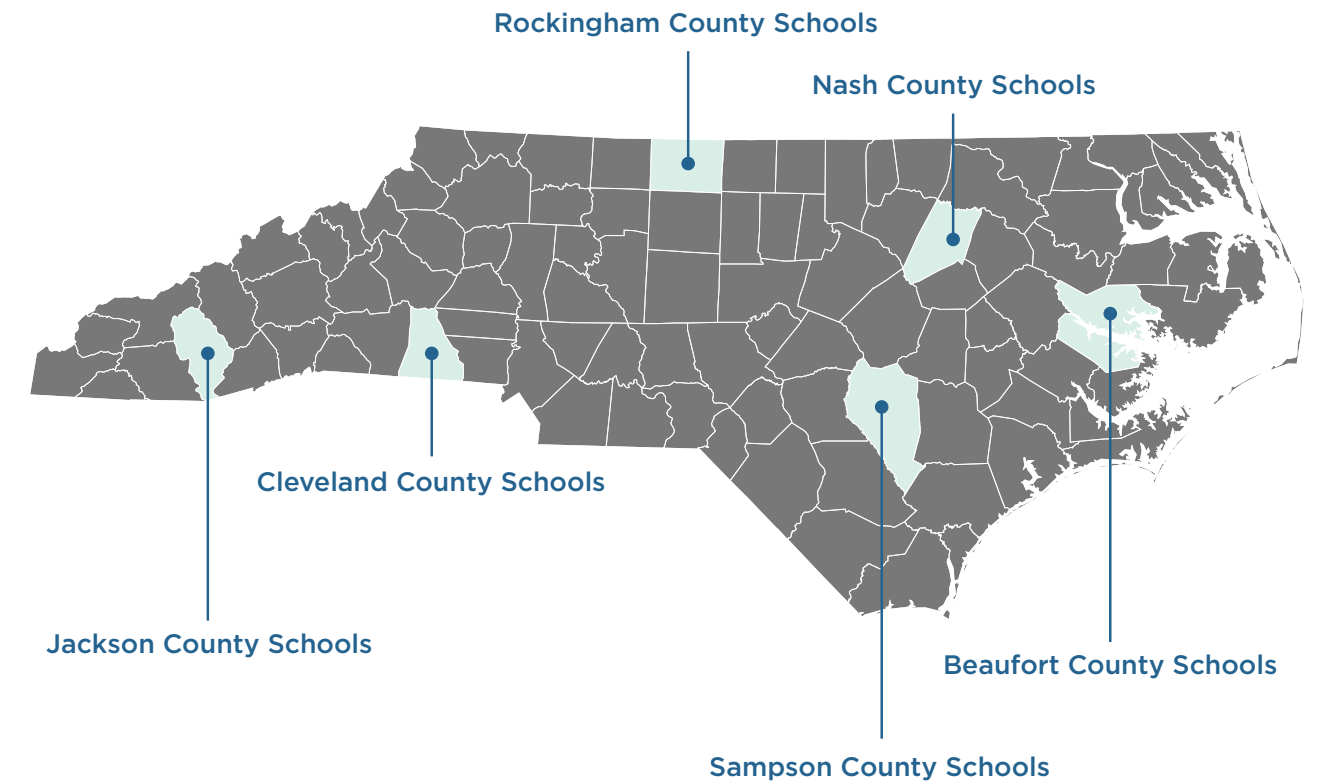 Rockingham County Schools
Nash County Schools
Cleveland County Schools
Jackson County Schools
Beaufort County Schools
Sampson County Schools